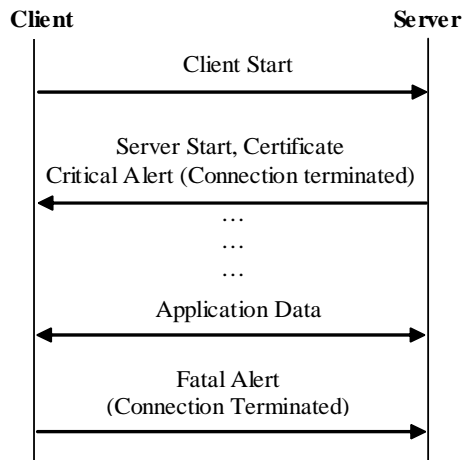 Client Server
Client Start
Server Start, Certificate
Critical Alert (Connection terminated)
…
…
…
Application Data
Fatal Alert
(Connection Terminated)